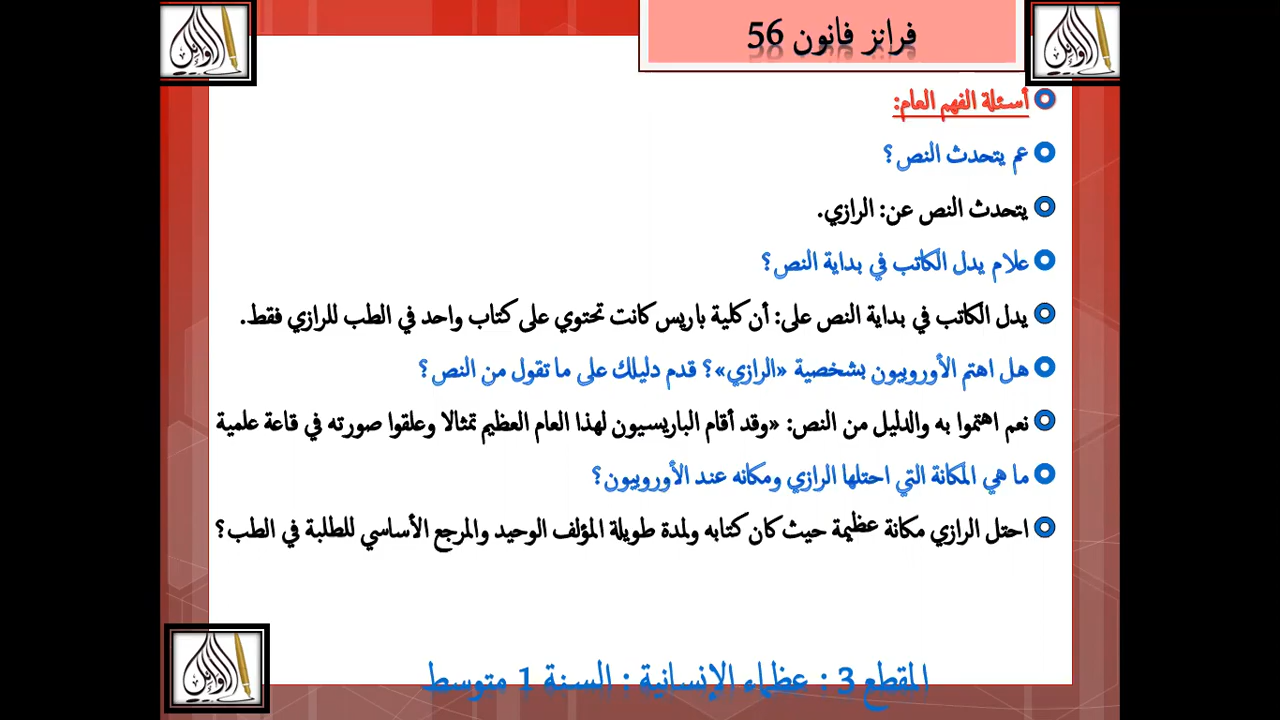 فرانز فانون 56
أسئلة الفهم العام:
عم يتحدث النص؟
يتحدث النص عن: الرازي.
علام يدل الكاتب في بداية النص؟
يدل الكاتب في بداية النص على: أن كلية باريس كانت تحتوي على كتاب واحد في الطب للرازي فقط.
هل اهتم الأوروبيون بشخصية «الرازي»؟ قدم دليلك على ما تقول من النص؟
نعم اهتموا به والدليل من النص: «وقد أقام الباريسيون لهذا العام العظيم تمثالا وعلقوا صورته في قاعة علمية
ما هي المكانة التي احتلها الرازي ومكانه عند الأوروبيون؟
احتل الرازي مكانة عظيمة حيث كان كتابه ولمدة طويلة المؤلف الوحيد والمرجع الأساسي للطلبة في الطب؟
المقطع 3 : عظماء الإنسانية : السنة 1 متوسط